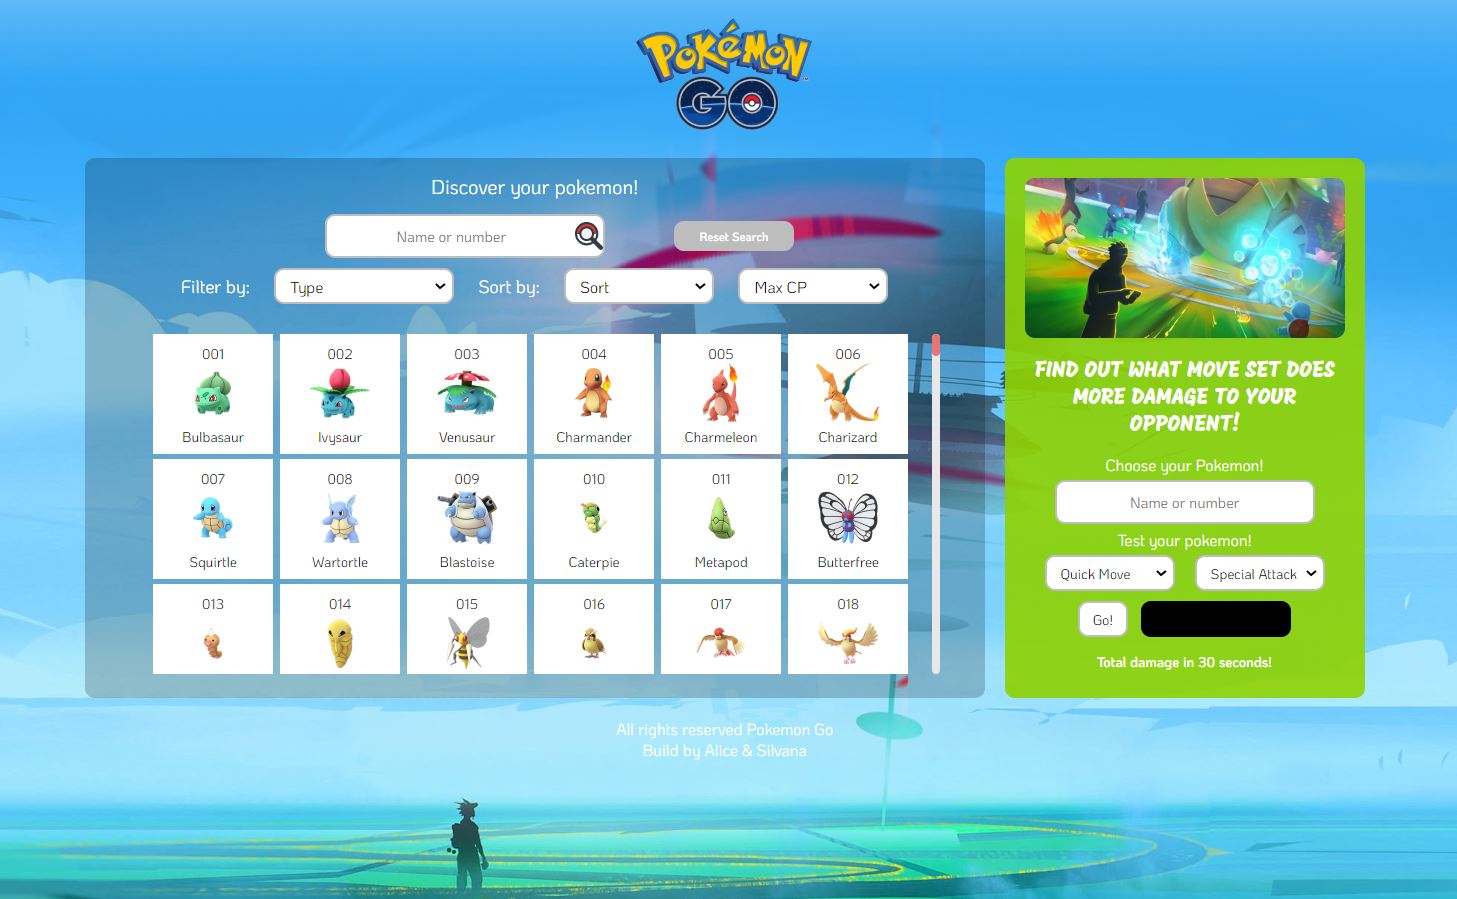 POKéMON
GO
Discover your pokemon!
Name or number
Reset Search
Filter by:
Type
Sort by:
Sort
Max CP
001
002
003
004
005
006
Bulbasaur
Ivysaur
Venusaur
Charmander
Charmeleon
Charizard
007
008
009
010
011
012
Squirtle
Wartortle
Blastoise
Caterpie
Metapod
Butterfree
013
014
015
016
017
018
FIND OUT WHAT MOVE SET DOES
MORE DAMAGE TO YOUR
OPPONENT!
Choose your Pokemon!
Name or number
Test your pokemon!
Quick Move
Special Attack
Go!
Total damage in 30 seconds!
All rights reserved Pokemon Go
Build by Alice & Silvana